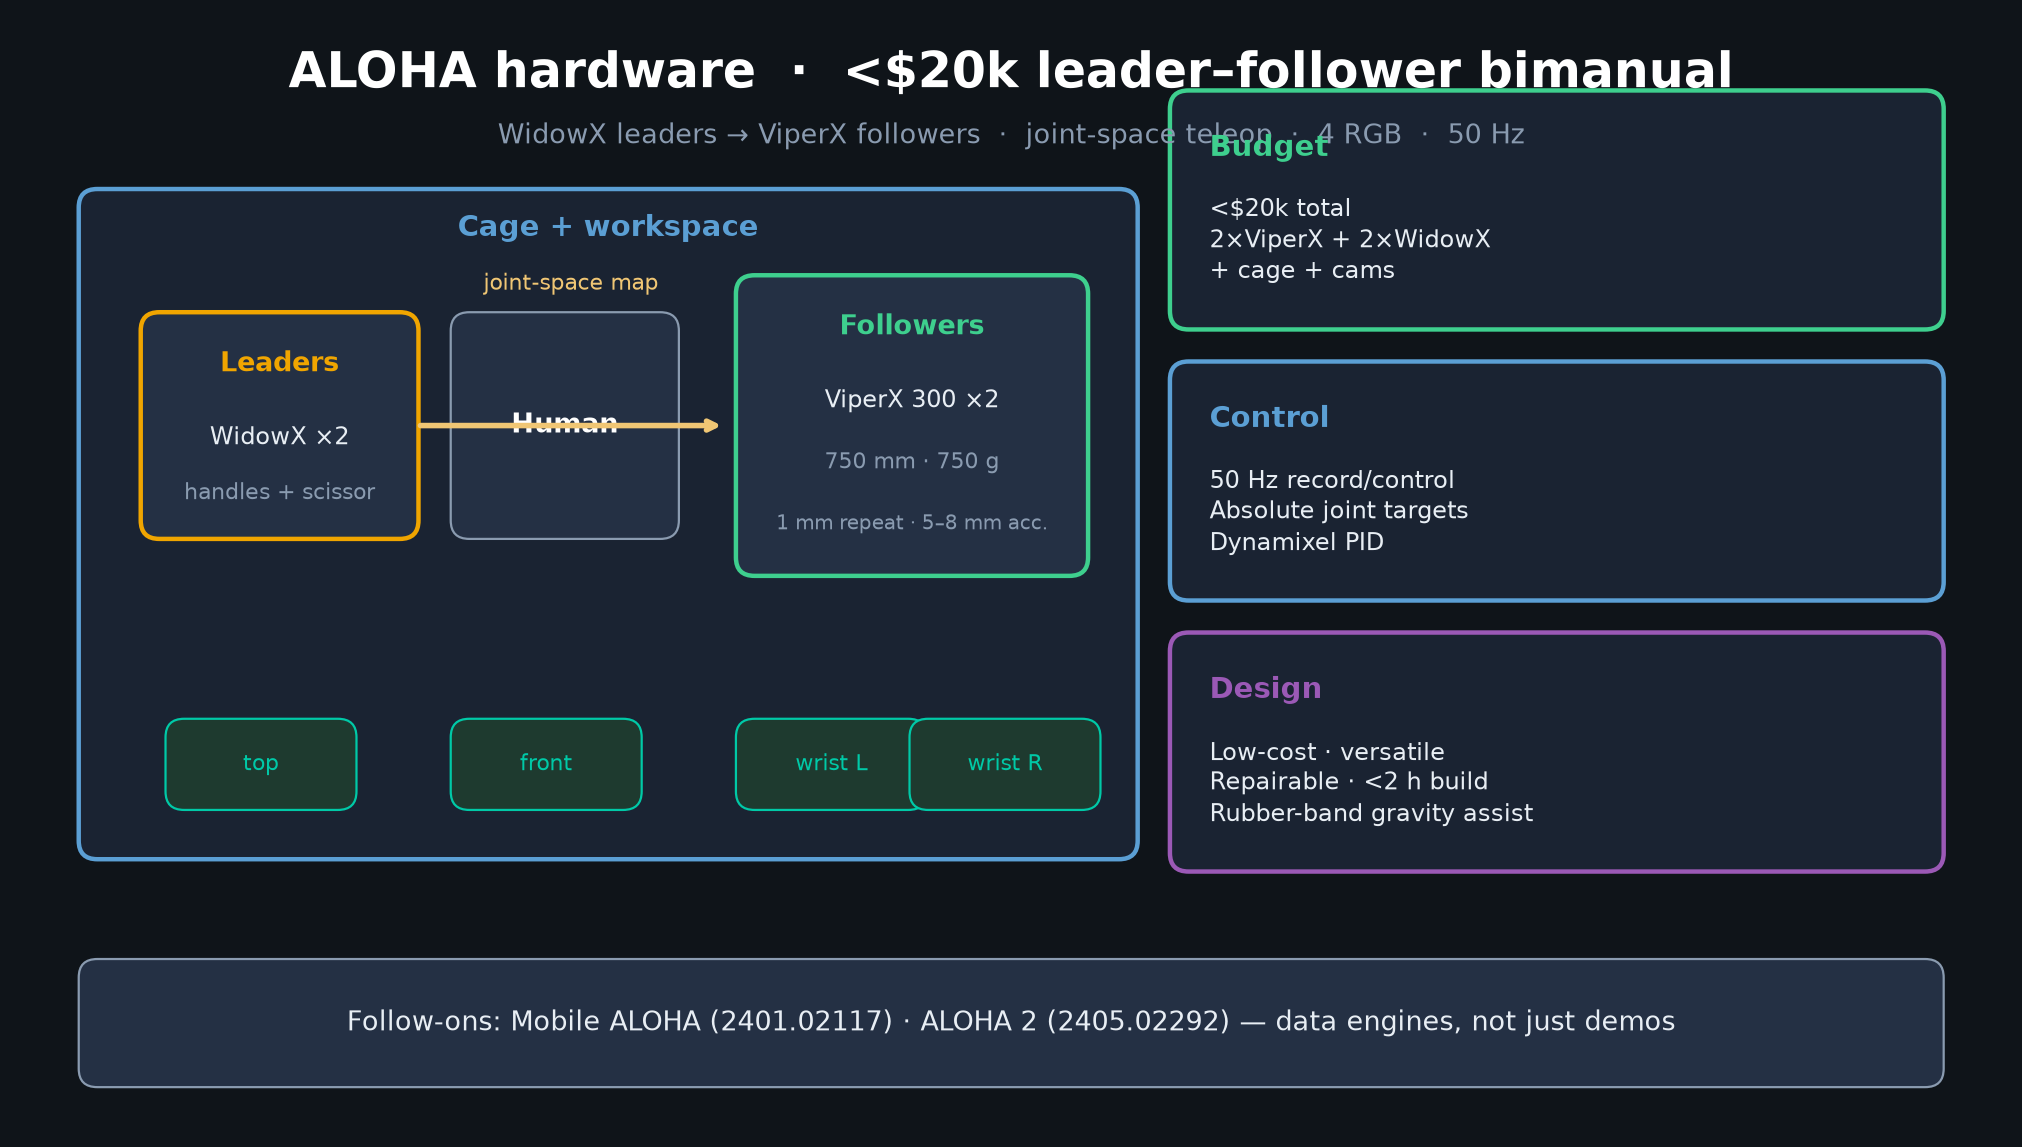 ALOHA hardware · <$20k leader–follower bimanual
WidowX leaders → ViperX followers · joint-space teleop · 4 RGB · 50 Hz
Cage + workspace
joint-space map
Leaders
WidowX ×2
handles + scissor
Human
Followers
ViperX 300 ×2
750 mm · 750 g
1 mm repeat · 5–8 mm acc.
top
front
wrist L
wrist R
Budget
<$20k total
2×ViperX + 2×WidowX
+ cage + cams
Control
50 Hz record/control
Absolute joint targets
Dynamixel PID
Design
Low-cost · versatile
Repairable · <2 h build
Rubber-band gravity assist
Follow-ons: Mobile ALOHA (2401.02117) · ALOHA 2 (2405.02292) — data engines, not just demos